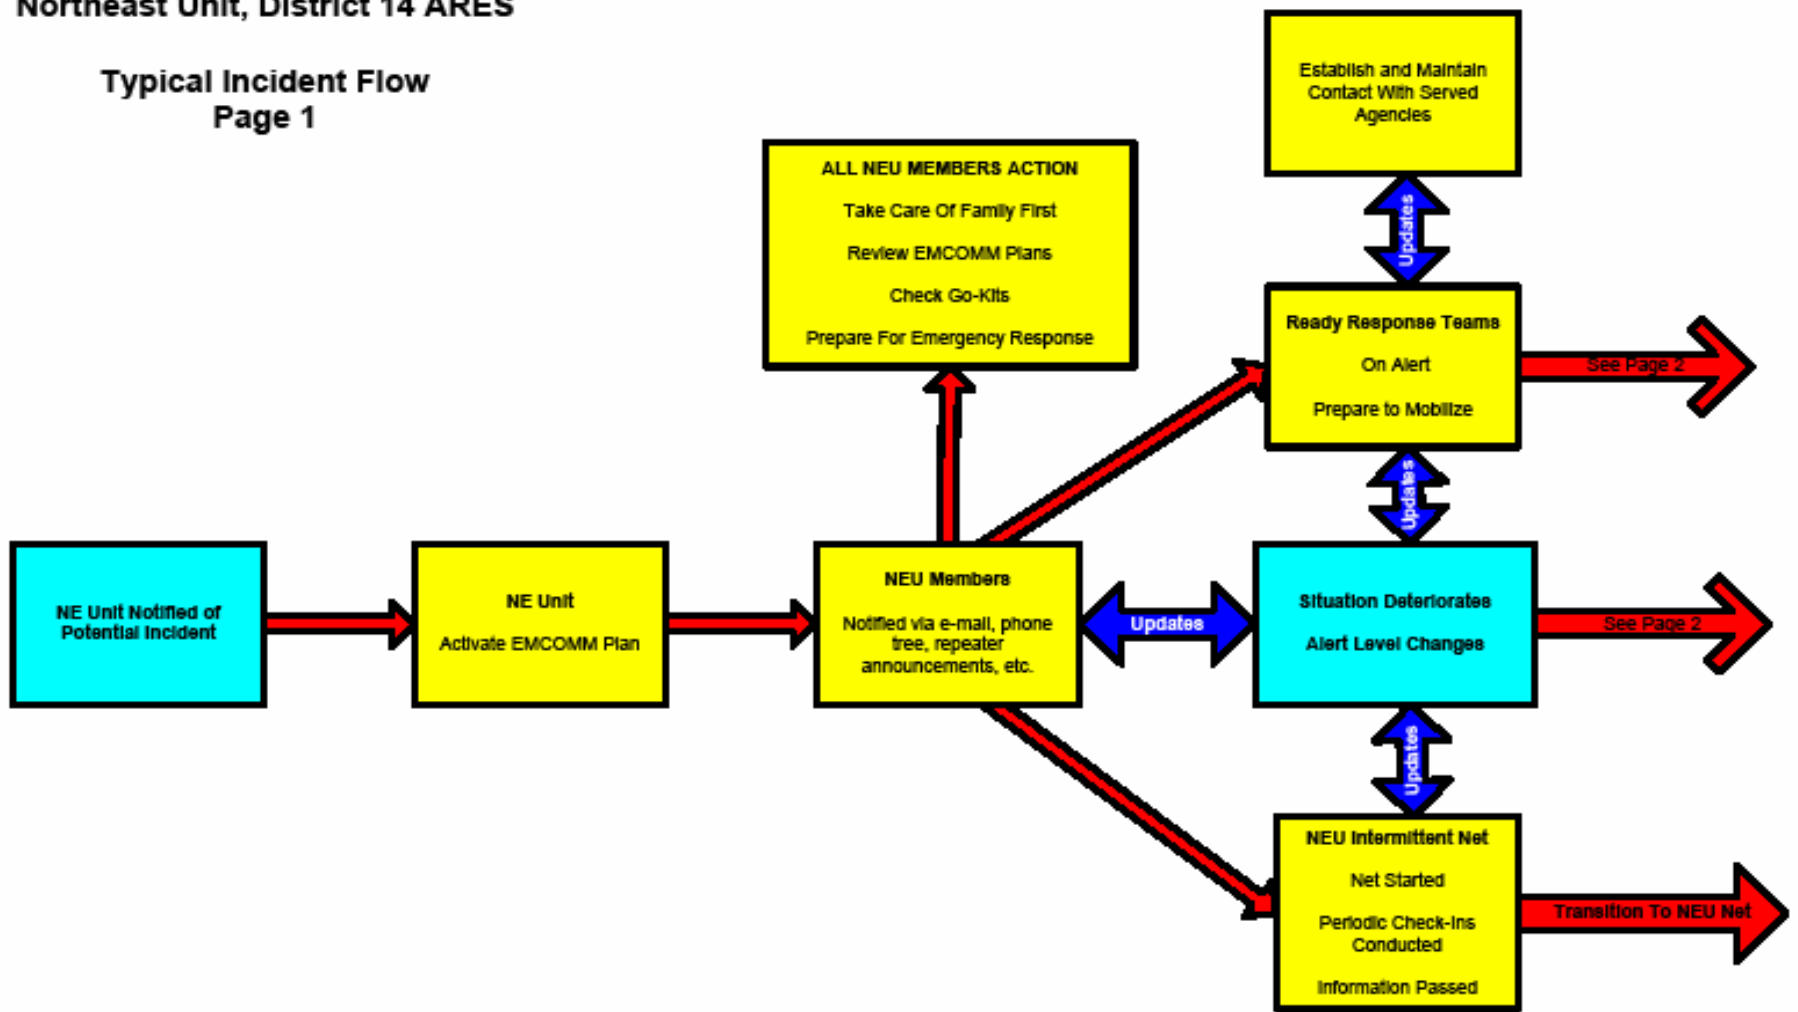 Northeast Unit, District 14 ARES
Typical Incident Flow
Page 1
Establish and Maintain
Contact With Served
Agencies
ALL NEU MEMBERS ACTION
Take Care Of Family First
Review EMCOMM Plans
Check Go-Kits
Prepare For Emergency Response
Updates
Ready Response Teams
On Alert
Prepare to Mobilize
See Page 2
Updates
NE Unit Notified of
Potential Incident
NE Unit
Activate EMCOMM Plan
NEU Members
Notified via e-mail, phone
tree, repeater
announcements, etc.
Updates
Situation Deteriorates
Alert Level Changes
See Page 2
Updates
NEU Intermittent Net
Net Started
Periodic Check-Ins
Conducted
Information Passed
Transition To NEU Net